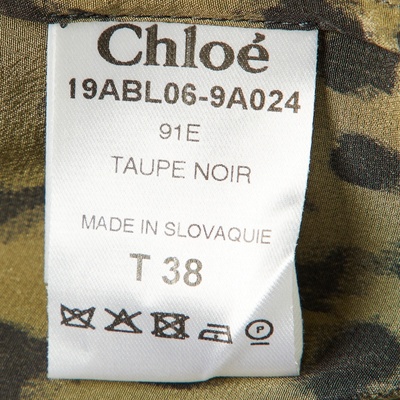 Chloé
19ABL06-9A024
91E
TAUPE NOIR
MADE IN SLOVAQUIE
T 38
P